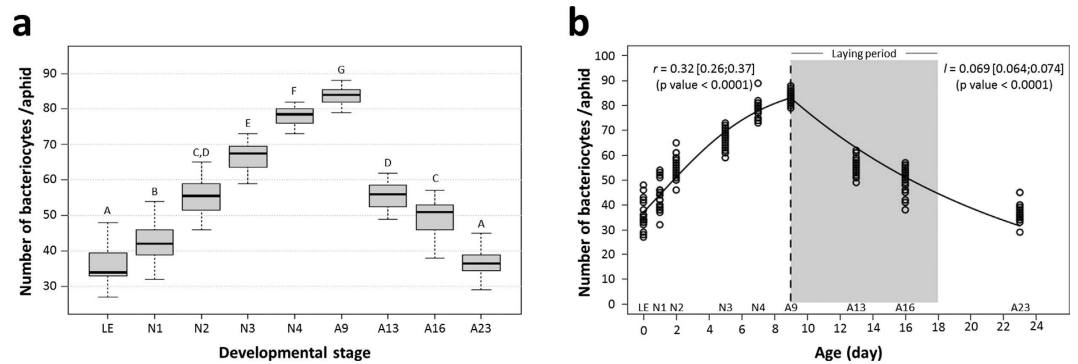 a
Number of bacteriocytes /aphid
90
80
70
60
50
40
30
A
B
C,D
E
F
G
D
C
A
LE N1 N2 N3 N4 A9 A13 A16 A23
Developmental stage
b
Number of bacteriocytes /aphid
100
90
80
70
60
50
40
30
20
10
0
Laying period
r = 0.32 [0.26;0.37]
(p value < 0.0001)
l = 0.069 [0.064;0.074]
(p value < 0.0001)
LE N1 N2 N3 N4 A9 A13 A16 A23
0 2 4 6 8 10 12 14 16 18 20 22 24
Age (day)